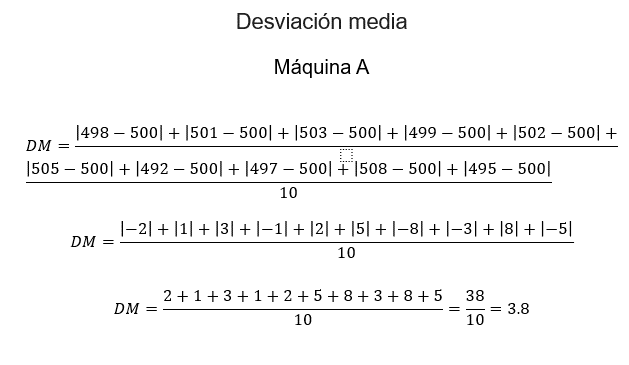 Desviación media
Máquina A
|498 − 500| + |501 − 500| + |503 − 500| + |499 − 500| + |502 − 500| +
DM =
|505 − 500| + |492 − 500| + |497 − 500| + |508 − 500| + |495 − 500|
10
|−2| + |1| + |3| + |−1| + |2| + |5| + |−8| + |−3| + |8| + |−5|
DM =
10
2 + 1 + 3 + 1 + 2 + 5 + 8 + 3 + 8 + 5   38
DM = = = 3.8
10   10